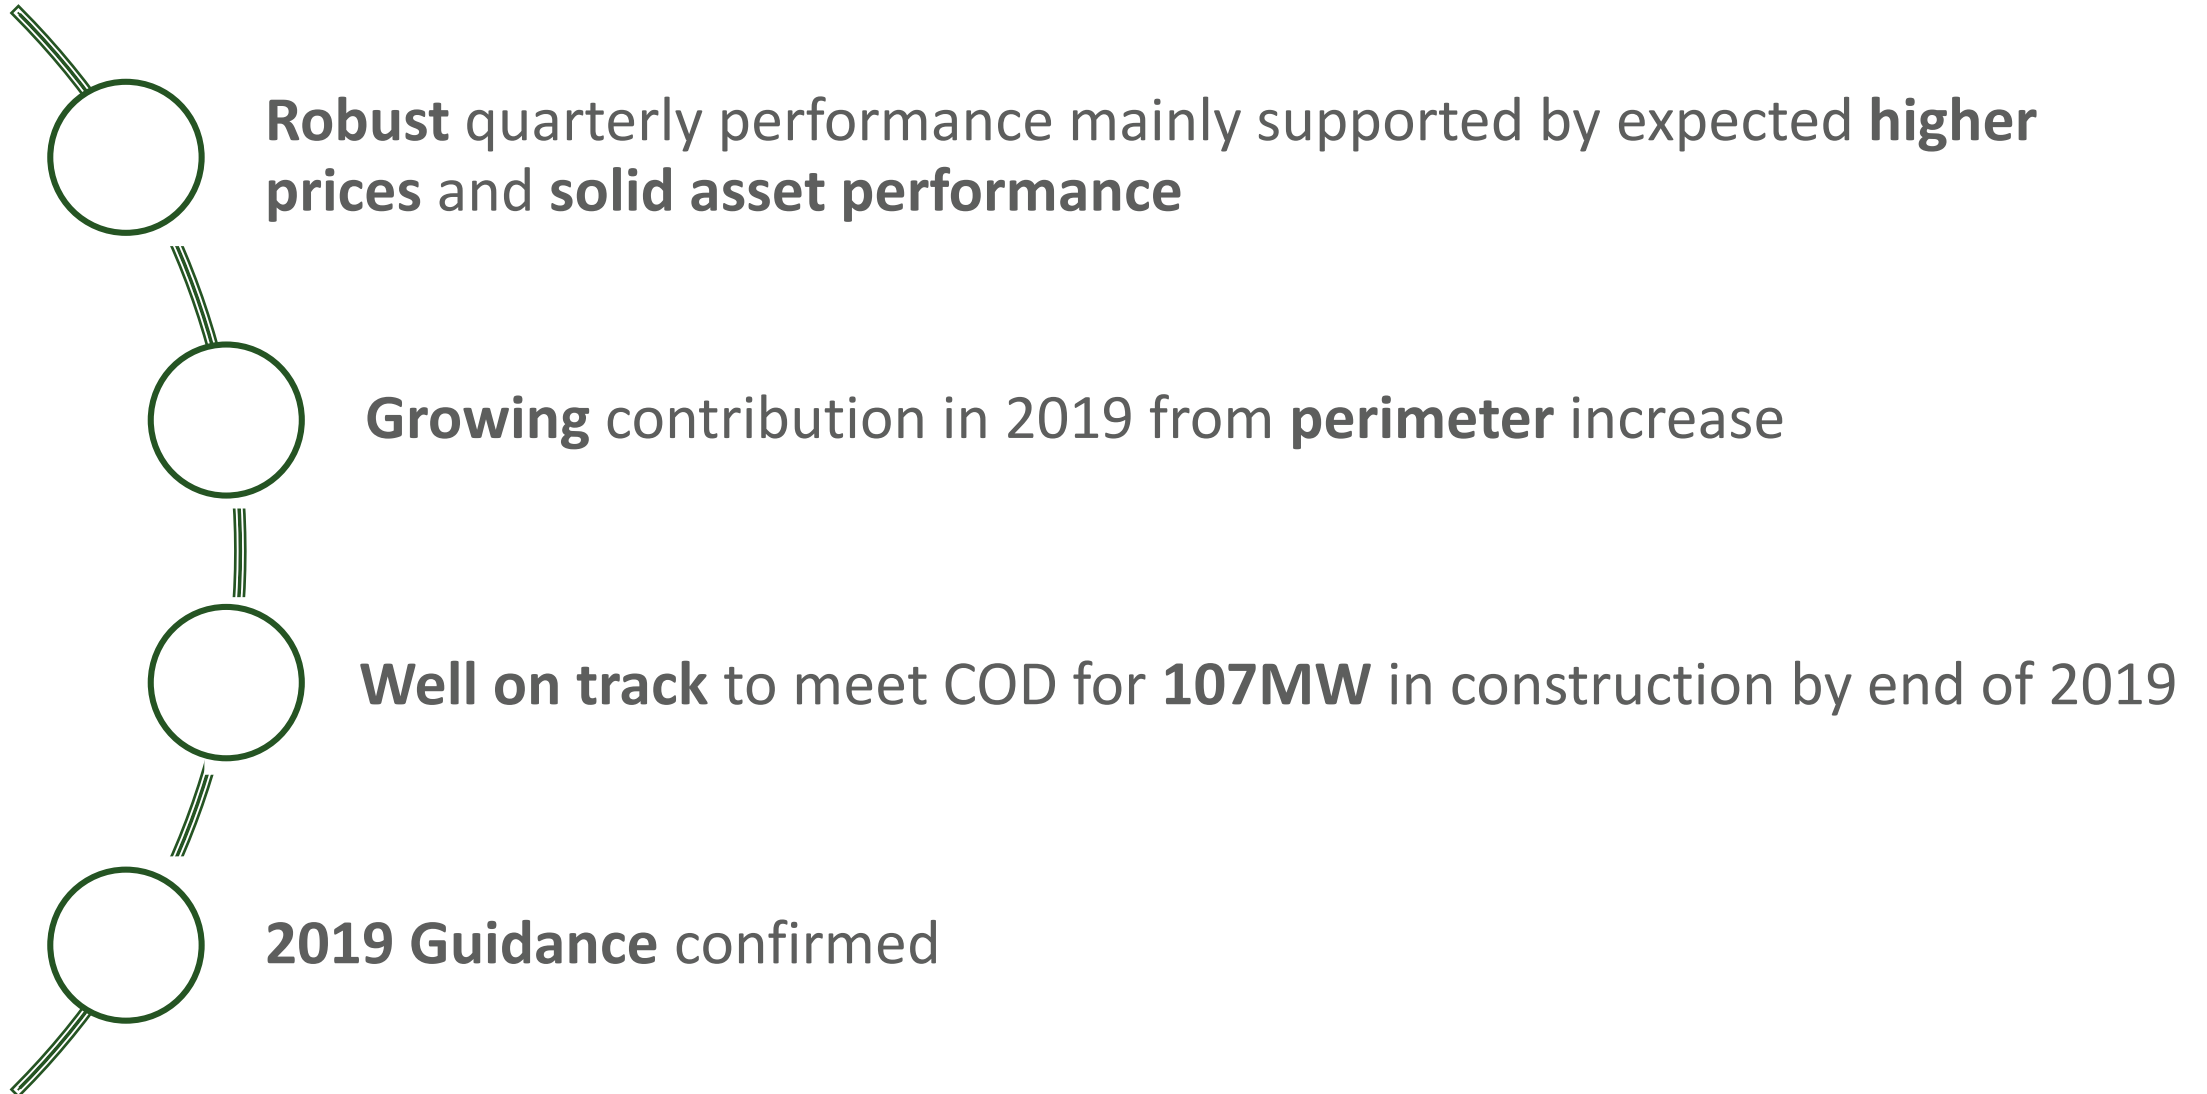 Robust quarterly performance mainly supported by expected higher
prices and solid asset performance
Growing contribution in 2019 from perimeter increase
Well on track to meet COD for 107MW in construction by end of 2019
2019 Guidance confirmed